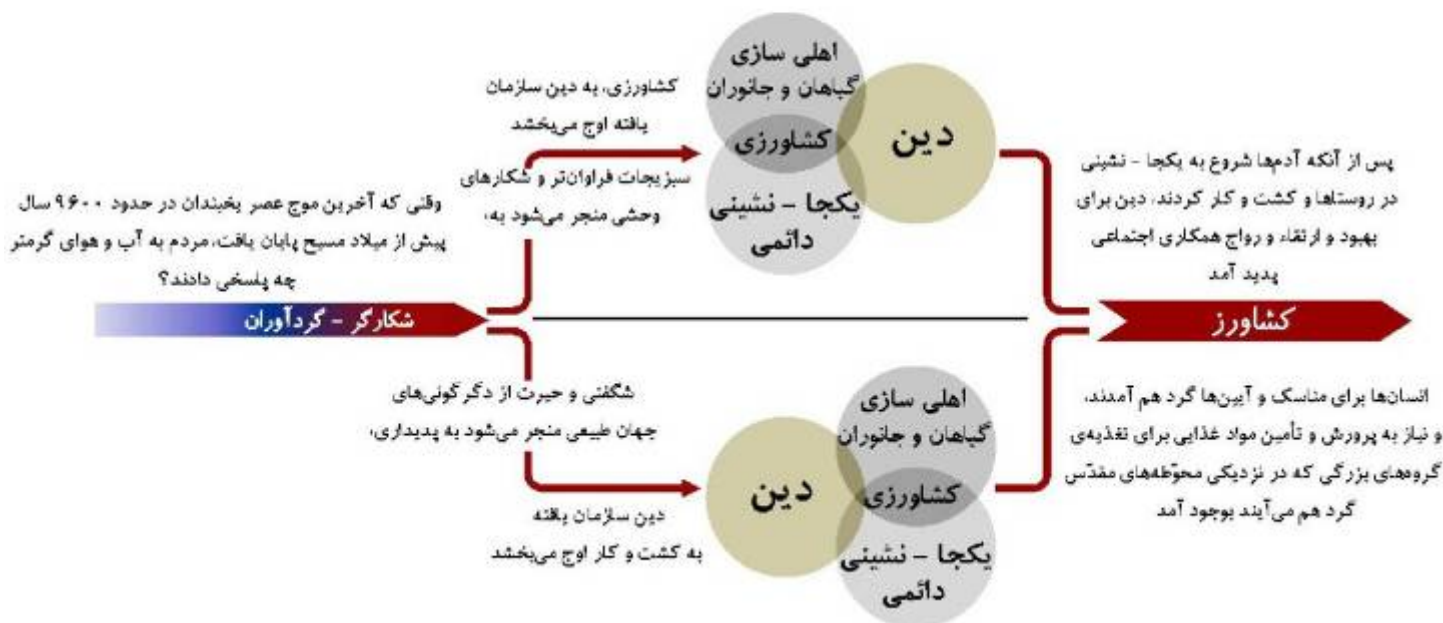 وقتی که آخرین موج عصر یخبندان در حدود ۹۶۰۰ سال
پیش از میلاد مسیح پایان یافت، مردم به آب و هوای گرمتر
چه پاسخی دادند؟
شکارگر - گردآوران
کشاورزی، به دین سازمان
یافته اوج می‌بخشد
سبزیجات فراوان‌تر و شکارهای
وحشی منجر می‌شود به،
اهلی سازی
گیاهان و جانوران
کشاورزی
یکجا - نشینی
دائمی
دین
پس از آنکه آدم‌ها شروع به یکجا - نشینی
در روستاها و کشت و کار کردند، دین برای
بهبود و ارتقاء و رواج همکاری اجتماعی
پدید آمد
کشاورز
شگفتی و حیرت از دگرگونی‌های
جهان طبیعی منجر می‌شود به پدیداری،
دین سازمان یافته
به کشت و کار اوج می‌بخشد
دین
اهلی سازی
گیاهان و جانوران
کشاورزی
یکجا - نشینی
دائمی
انسان‌ها برای مناسک و آیین‌ها گرد هم آمدند،
و نیاز به پرورش و تأمین مواد غذایی برای تغذیه‌ی
گروه‌های بزرگی که در نزدیکی محوّطه‌های مقدّس
گرد هم می‌آیند بوجود آمد